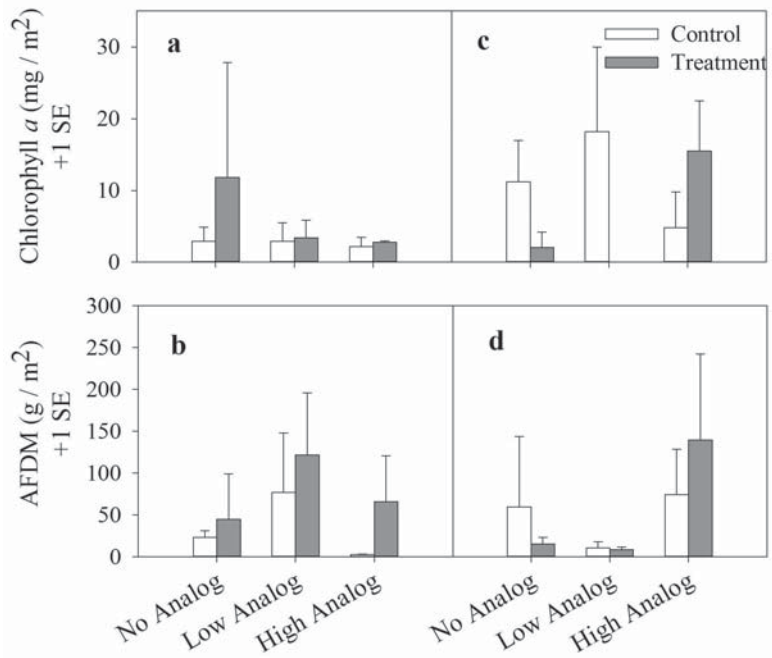 a
c
Control
Treatment
Chlorophyll a (mg / m²)
+1 SE
30
20
10
0
b
d
AFDM (g / m²)
+1 SE
300
250
200
150
100
50
0
No Analog
Low Analog
High Analog
No Analog
Low Analog
High Analog